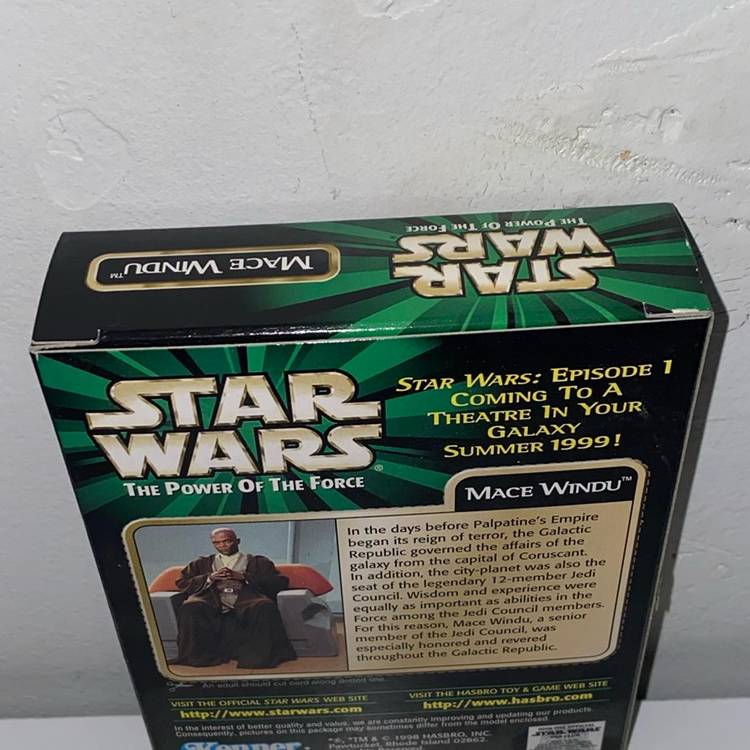 MACE WINDU™
STAR
WARS
THE POWER OF THE FORCE
STAR
WARS®
THE POWER OF THE FORCE
STAR WARS: EPISODE 1
COMING TO A
THEATRE IN YOUR
GALAXY
SUMMER 1999!
MACE WINDU™
In the days before Palpatine's Empire
began its reign of terror, the Galactic
Republic governed the affairs of the
galaxy from the capital of Coruscant.
In addition, the city-planet was also the
seat of the legendary 12-member Jedi
Council. Wisdom and experience were
equally as important as abilities in the
Force among the Jedi Council members.
For this reason, Mace Windu, a senior
member of the Jedi Council, was
especially honored and revered
throughout the Galactic Republic.
An adult should cut card along dotted line.
VISIT THE OFFICIAL STAR WARS WEB SITE
http://www.starwars.com
VISIT THE HASBRO TOY & GAME WEB SITE
http://www.hasbro.com
In the interest of better quality and value, we are constantly improving and updating our products.
Consequently, pictures on this package may sometimes differ from the model enclosed.
Kenner
®, ™ & © 1998 HASBRO, INC.
Pawtucket, Rhode Island 02862.
STAR WARS